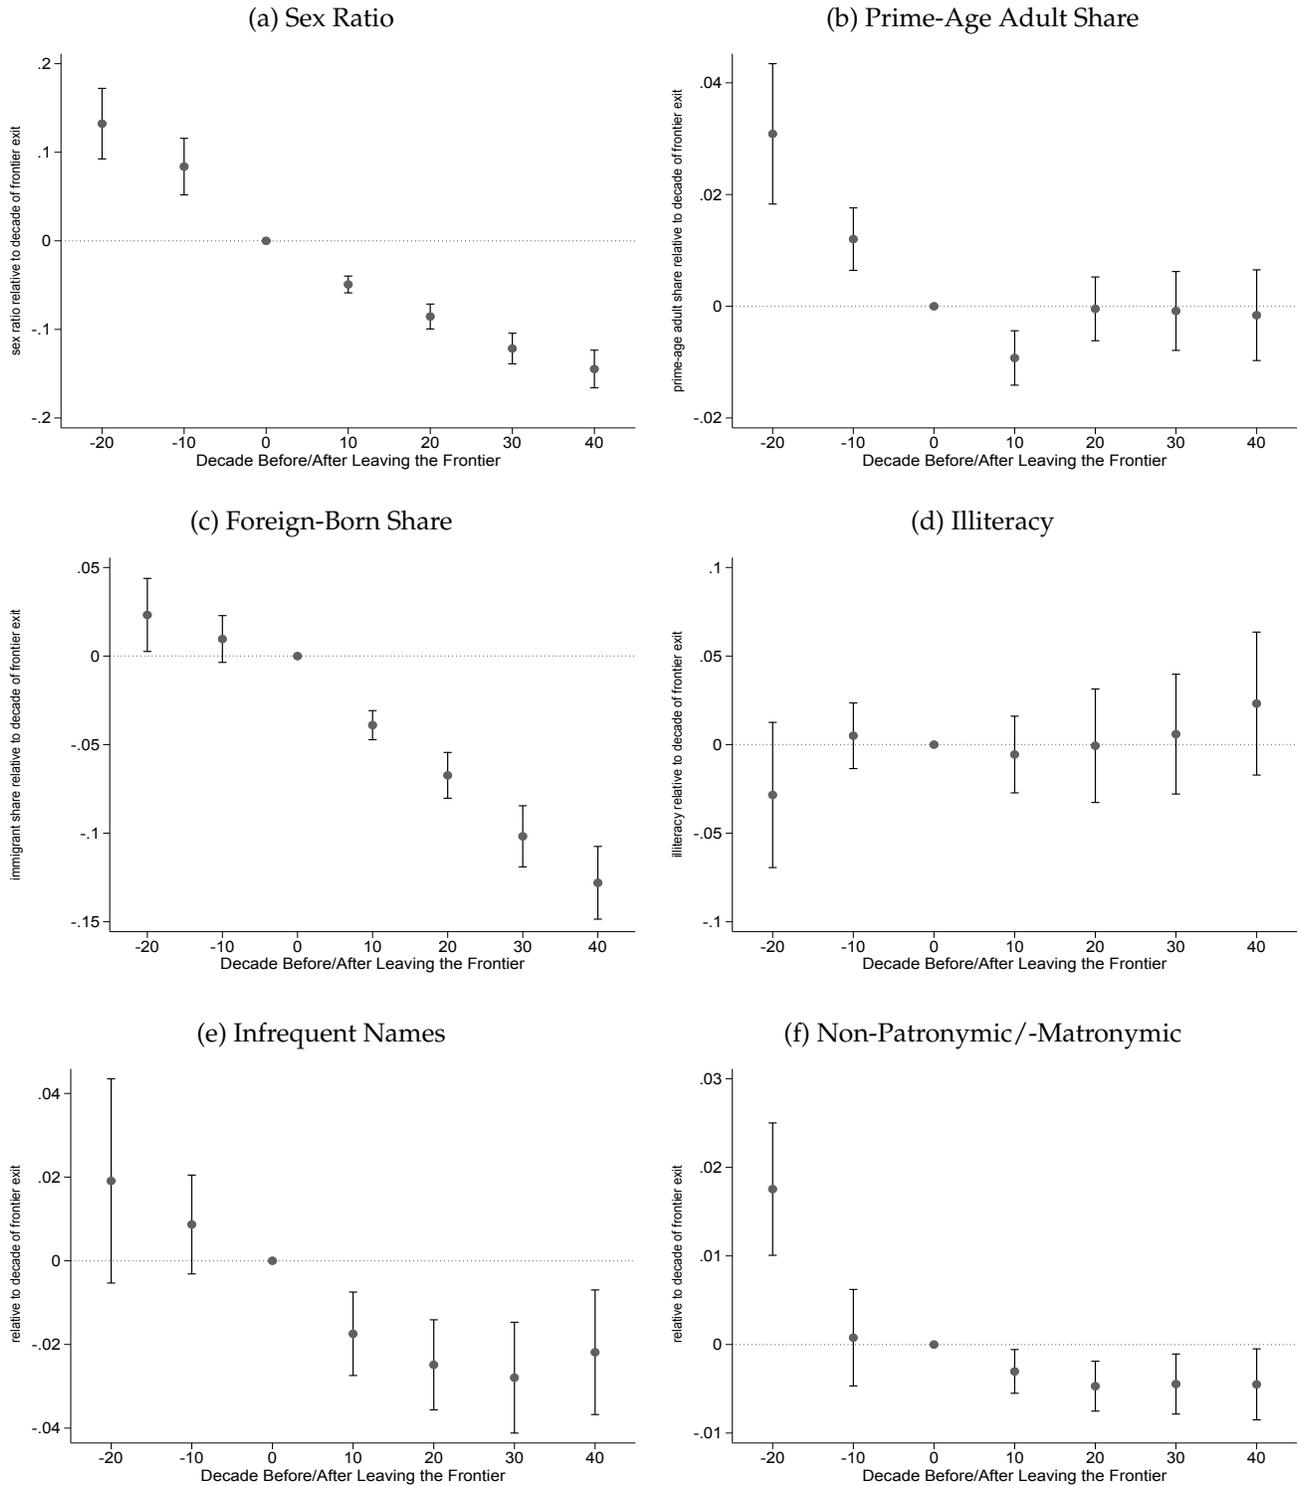 (a) Sex Ratio
sex ratio relative to decade of frontier exit
.2
.1
0
-.1
-.2
-20 -10 0 10 20 30 40
Decade Before/After Leaving the Frontier
(b) Prime-Age Adult Share
prime-age adult share relative to decade of frontier exit
.04
.02
0
-.02
-20 -10 0 10 20 30 40
Decade Before/After Leaving the Frontier
(c) Foreign-Born Share
immigrant share relative to decade of frontier exit
.05
0
-.05
-.1
-.15
-20 -10 0 10 20 30 40
Decade Before/After Leaving the Frontier
(d) Illiteracy
illiteracy relative to decade of frontier exit
.1
.05
0
-.05
-.1
-20 -10 0 10 20 30 40
Decade Before/After Leaving the Frontier
(e) Infrequent Names
relative to decade of frontier exit
.04
.02
0
-.02
-.04
-20 -10 0 10 20 30 40
Decade Before/After Leaving the Frontier
(f) Non-Patronymic/-Matronymic
relative to decade of frontier exit
.03
.02
.01
0
-.01
-20 -10 0 10 20 30 40
Decade Before/After Leaving the Frontier